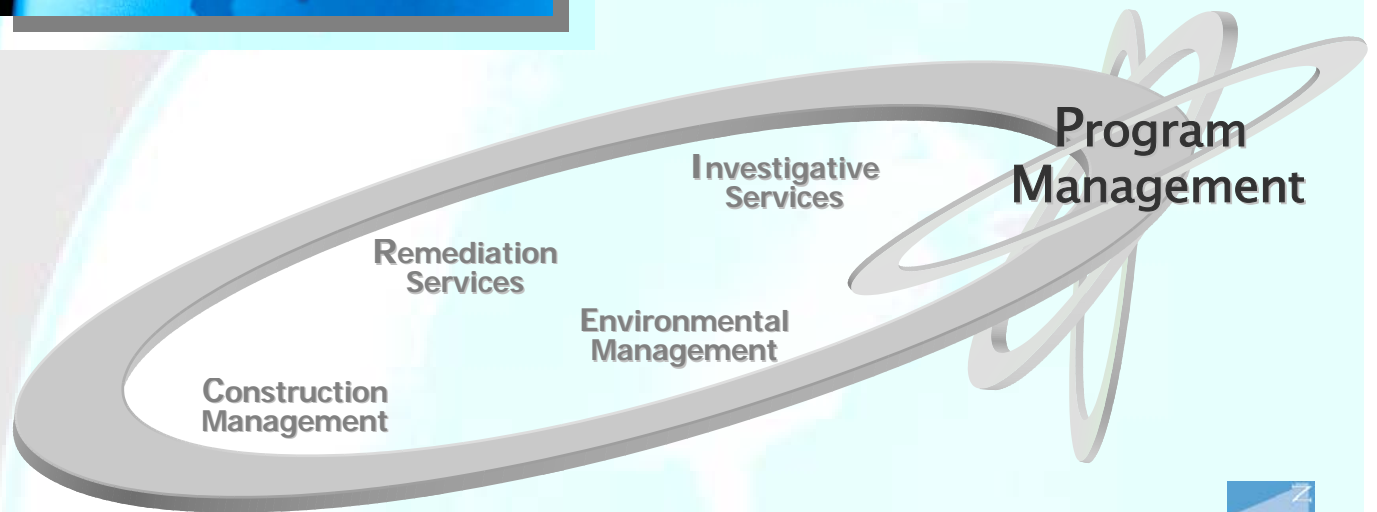 Program
Management
Investigative
Services
Remediation
Services
Environmental
Management
Construction
Management
Z